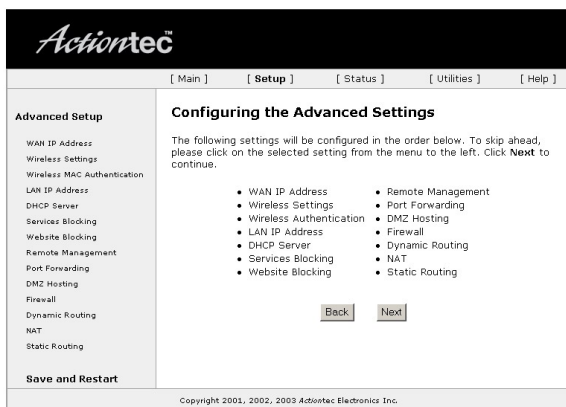 Actiontec
[ Main ] [ Setup ] [ Status ] [ Utilities ] [ Help ]
Advanced Setup
WAN IP Address
Wireless Settings
Wireless MAC Authentication
LAN IP Address
DHCP Server
Services Blocking
Website Blocking
Remote Management
Port Forwarding
DMZ Hosting
Firewall
Dynamic Routing
NAT
Static Routing
Save and Restart
Configuring the Advanced Settings
The following settings will be configured in the order below. To skip ahead,
please click on the selected setting from the menu to the left. Click Next to
continue.
• WAN IP Address
• Wireless Settings
• Wireless Authentication
• LAN IP Address
• DHCP Server
• Services Blocking
• Website Blocking
• Remote Management
• Port Forwarding
• DMZ Hosting
• Firewall
• Dynamic Routing
• NAT
• Static Routing
Back Next
Copyright 2001, 2002, 2003 Actiontec Electronics Inc.